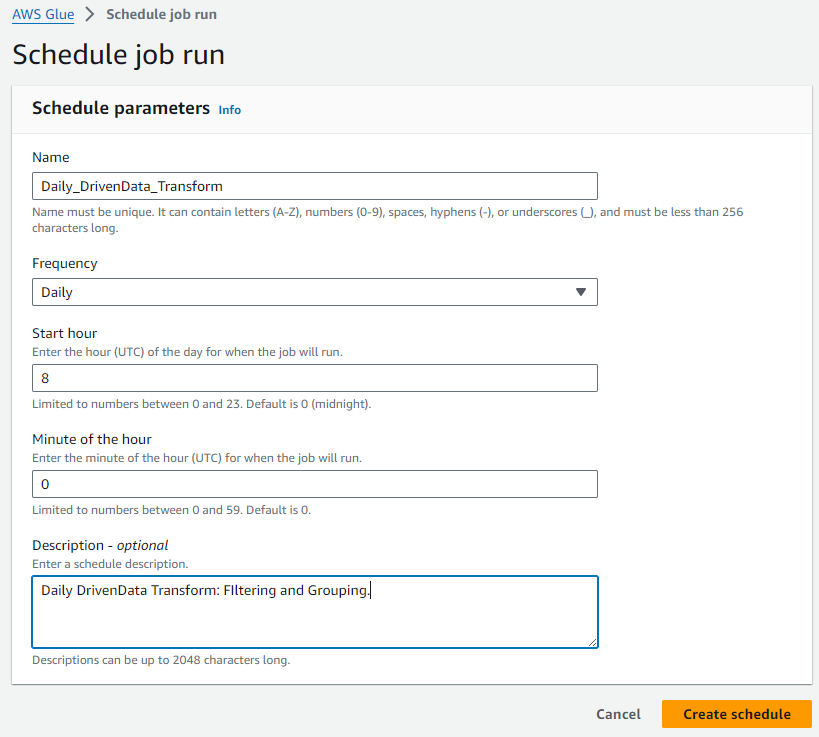 AWS Glue > Schedule job run
Schedule job run
Schedule parameters Info
Name
Daily_DrivenData_Transform
Name must be unique. It can contain letters (A-Z), numbers (0-9), spaces, hyphens (-), or underscores (_), and must be less than 256
characters long.
Frequency
Daily
Start hour
Enter the hour (UTC) of the day for when the job will run.
8
Limited to numbers between 0 and 23. Default is 0 (midnight).
Minute of the hour
Enter the minute of the hour (UTC) for when the job will run.
0
Limited to numbers between 0 and 59. Default is 0.
Description - optional
Enter a schedule description.
Daily DrivenData Transform: FIltering and Grouping.
Descriptions can be up to 2048 characters long.
Cancel Create schedule